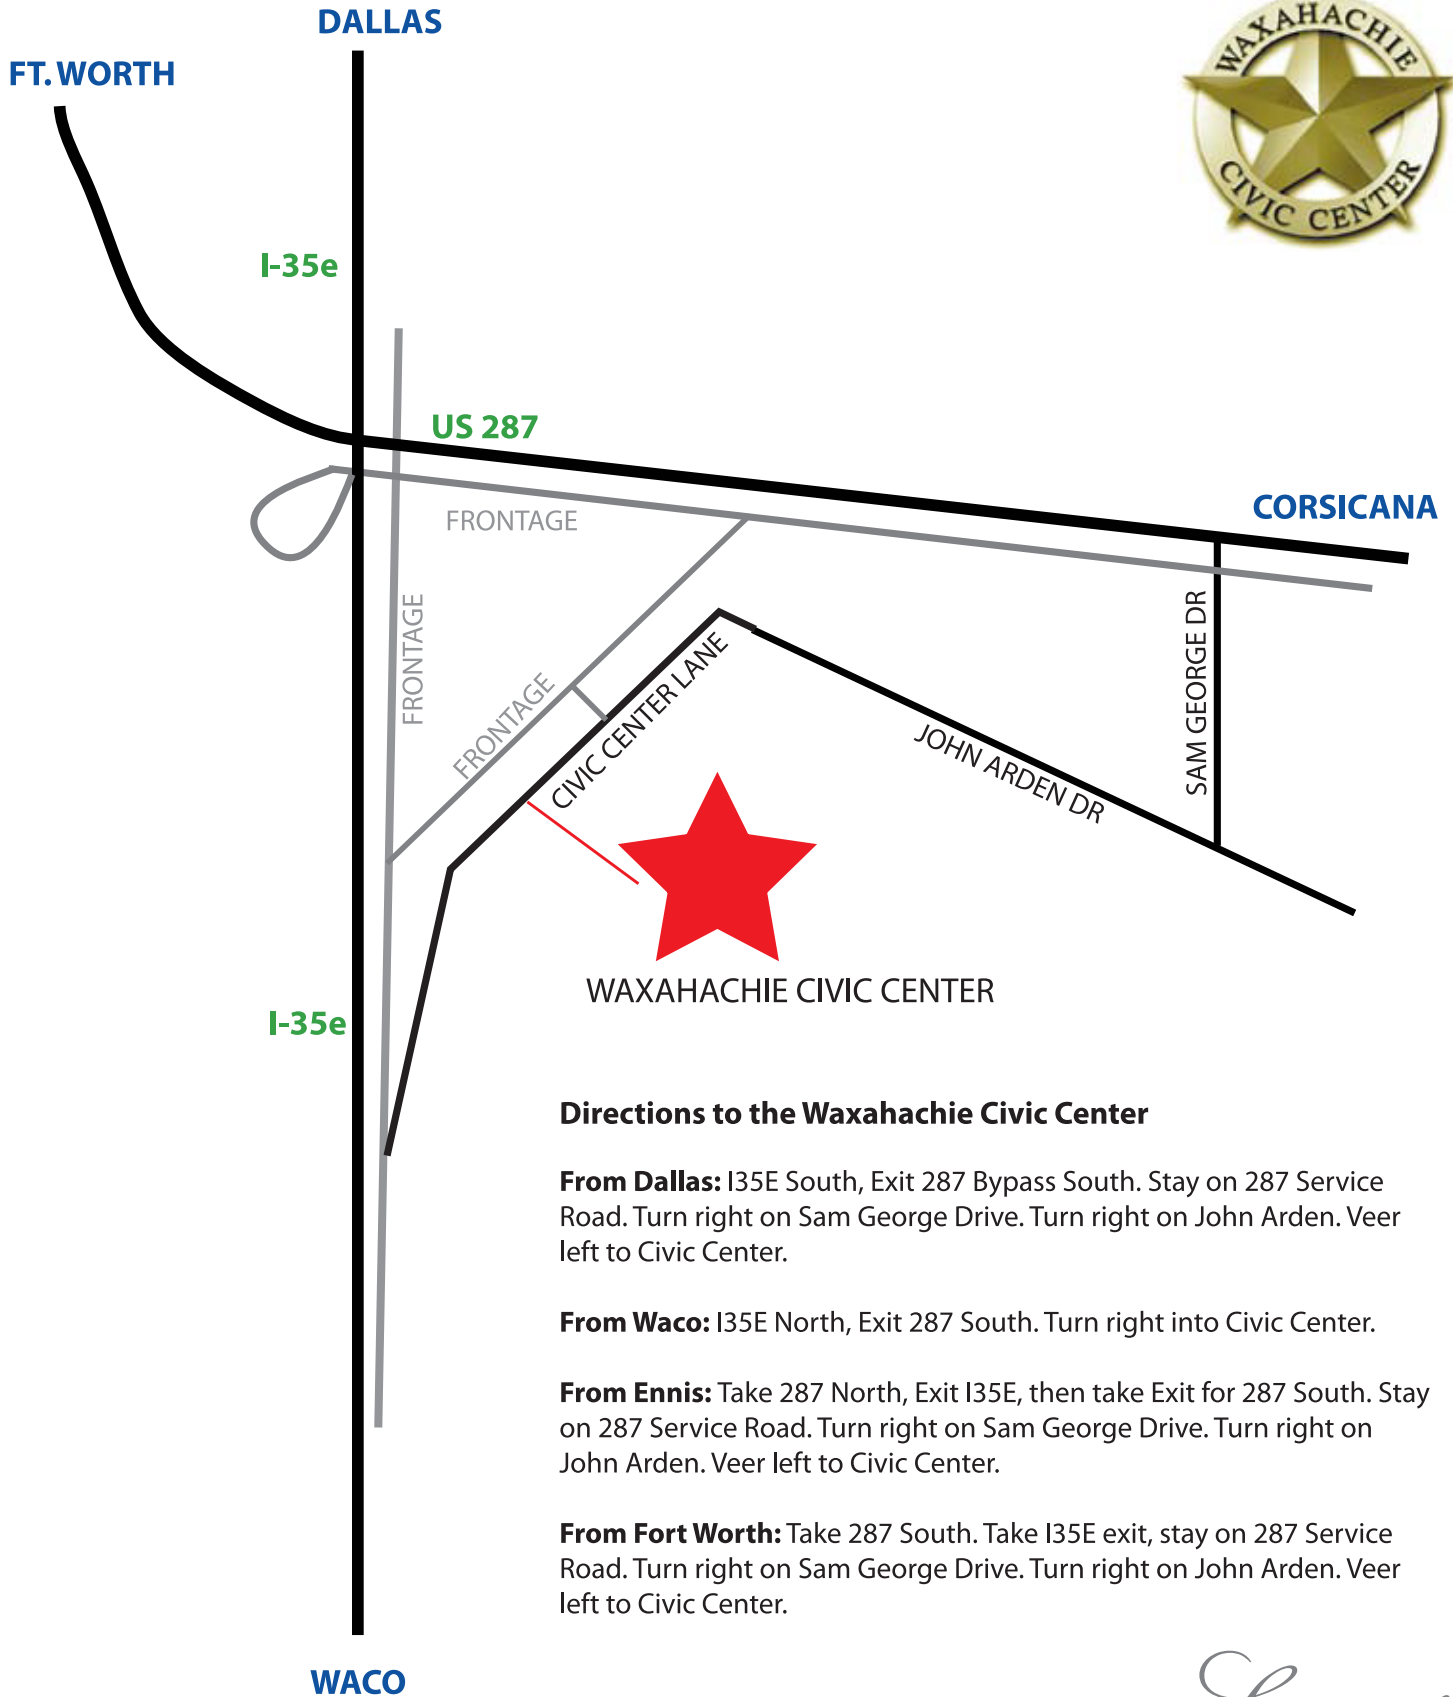 DALLAS
FT. WORTH
WAXAHACHIE
CIVIC CENTER
I-35e
US 287
CORSICANA
FRONTAGE
FRONTAGE
FRONTAGE
CIVIC CENTER LANE
JOHN ARDEN DR
SAM GEORGE DR
WAXAHACHIE CIVIC CENTER
I-35e
Directions to the Waxahachie Civic Center
From Dallas: I35E South, Exit 287 Bypass South. Stay on 287 Service
Road. Turn right on Sam George Drive. Turn right on John Arden. Veer
left to Civic Center.
From Waco: I35E North, Exit 287 South. Turn right into Civic Center.
From Ennis: Take 287 North, Exit I35E, then take Exit for 287 South. Stay
on 287 Service Road. Turn right on Sam George Drive. Turn right on
John Arden. Veer left to Civic Center.
From Fort Worth: Take 287 South. Take I35E exit, stay on 287 Service
Road. Turn right on Sam George Drive. Turn right on John Arden. Veer
left to Civic Center.
WACO